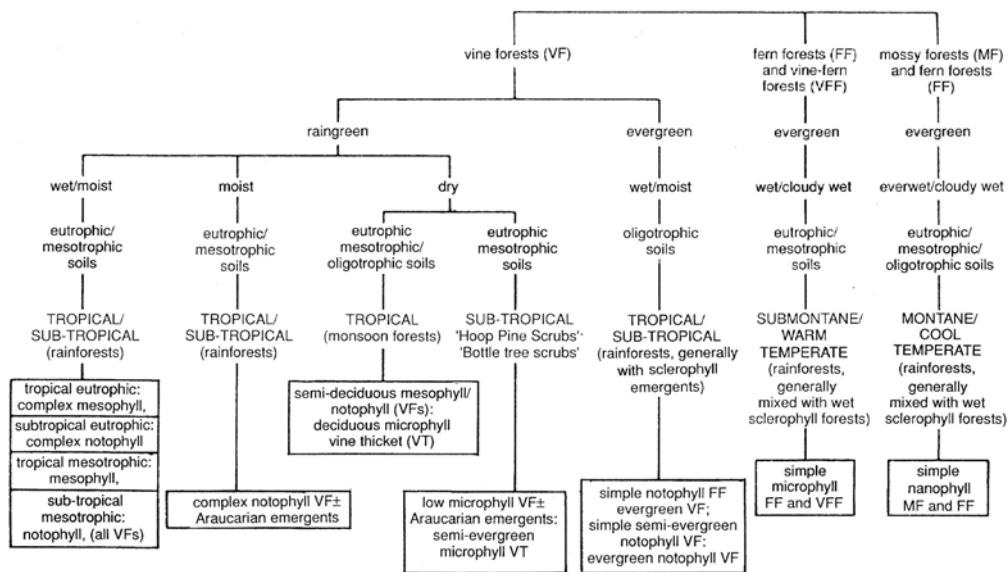 vine forests (VF)
fern forests (FF)
and vine-fern
forests (VFF)
mossy forests (MF)
and fern forests
(FF)
raingreen
evergreen
evergreen
evergreen
wet/moist
moist
dry
wet/moist
wet/cloudy wet
everwet/cloudy wet
eutrophic/
mesotrophic
soils
eutrophic/
mesotrophic
soils
eutrophic
mesotrophic/
oligotrophic soils
eutrophic
mesotrophic
soils
oligotrophic
soils
eutrophic/
mesotrophic
soils
eutrophic/
mesotrophic/
oligotrophic soils
TROPICAL/
SUB-TROPICAL
(rainforests)
TROPICAL/
SUB-TROPICAL
(rainforests)
TROPICAL
(monsoon forests)
SUB-TROPICAL
'Hoop Pine Scrubs'·
'Bottle tree scrubs'
TROPICAL/
SUB-TROPICAL
(rainforests, generally
with sclerophyll
emergents)
SUBMONTANE/
WARM
TEMPERATE
(rainforests,
generally
mixed with wet
sclerophyll forests)
MONTANE/
COOL
TEMPERATE
(rainforests,
generally
mixed with wet
sclerophyll forests)
tropical eutrophic:
complex mesophyll,
subtropical eutrophic:
complex notophyll
tropical mesotrophic:
mesophyll,
sub-tropical
mesotrophic:
notophyll, (all VFs)
complex notophyll VF±
Araucarian emergents
semi-deciduous mesophyll/
notophyll (VFs):
deciduous microphyll
vine thicket (VT)
low microphyll VF±
Araucarian emergents:
semi-evergreen
microphyll VT
simple notophyll FF
evergreen VF;
simple semi-evergreen
notophyll VF:
evergreen notophyll VF
simple
microphyll
FF and VFF
simple
nanophyll
MF and FF